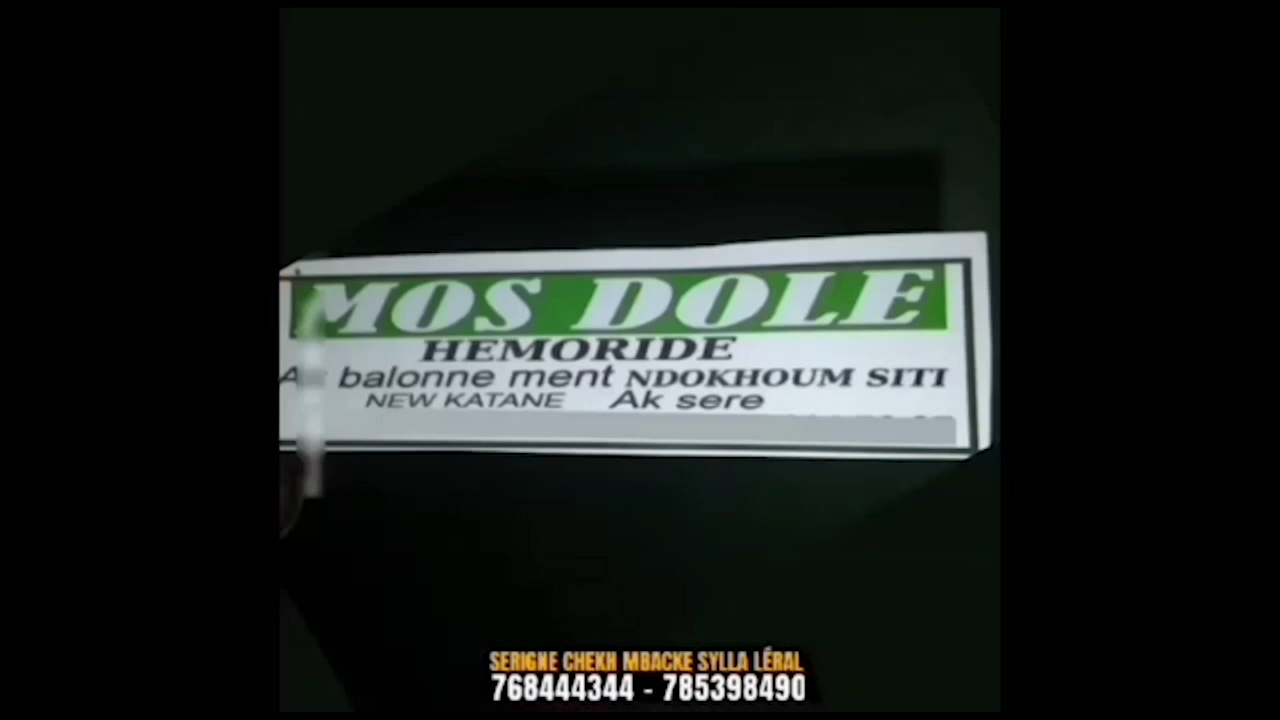 MOS DOLE
HEMORIDE
balonne ment NDOKHOUM SITI
NEW KATANE Ak sere
SERIGNE CHEKH MBACKE SYLLA LÉRAL
768444344 - 785398490